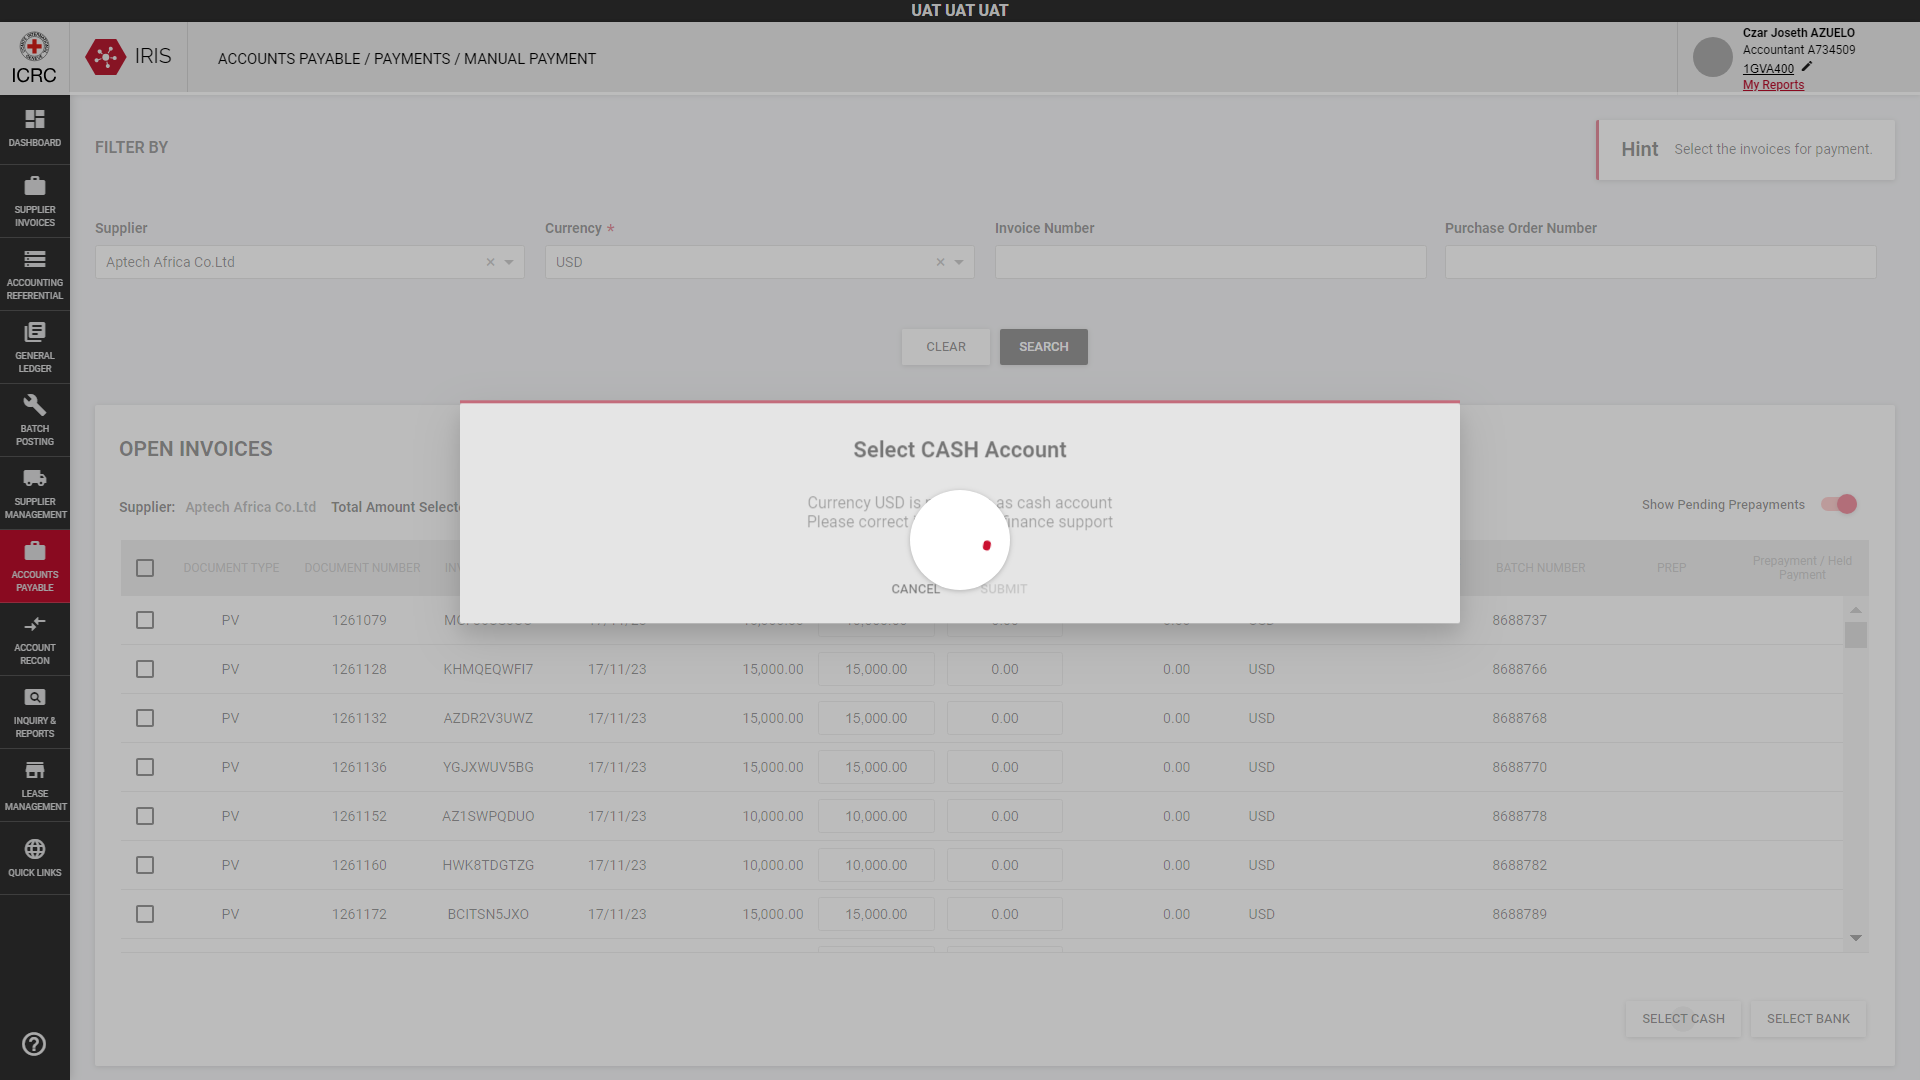 UAT UAT UAT
ICRC
IRIS
ACCOUNTS PAYABLE / PAYMENTS / MANUAL PAYMENT
Czar Joseth AZUELO
Accountant A734509
1GVA400
My Reports
DASHBOARD
SUPPLIER INVOICES
ACCOUNTING REFERENTIAL
GENERAL LEDGER
BATCH POSTING
SUPPLIER MANAGEMENT
ACCOUNTS PAYABLE
ACCOUNT RECON
INQUIRY & REPORTS
LEASE MANAGEMENT
QUICK LINKS
FILTER BY
Hint Select the invoices for payment.
Supplier Currency * Invoice Number Purchase Order Number
Aptech Africa Co.Ltd USD
CLEAR SEARCH
OPEN INVOICES
Select CASH Account
Currency USD is as cash account
Please correct finance support
CANCEL SUBMIT
Supplier: Aptech Africa Co.Ltd Total Amount
Show Pending Prepayments
DOCUMENT TYPE DOCUMENT NUMBER BATCH NUMBER PREP Prepayment / Held Payment
PV 1261079 8688737
PV 1261128 KHMQEQWFI7 17/11/23 15,000.00 15,000.00 0.00 0.00 USD 8688766
PV 1261132 AZDR2V3UWZ 17/11/23 15,000.00 15,000.00 0.00 0.00 USD 8688768
PV 1261136 YGJXWUV5BG 17/11/23 15,000.00 15,000.00 0.00 0.00 USD 8688770
PV 1261152 AZ1SWPQDUO 17/11/23 10,000.00 10,000.00 0.00 0.00 USD 8688778
PV 1261160 HWK8TDGTZG 17/11/23 10,000.00 10,000.00 0.00 0.00 USD 8688782
PV 1261172 BCITSN5JXO 17/11/23 15,000.00 15,000.00 0.00 0.00 USD 8688789
SELECT CASH SELECT BANK